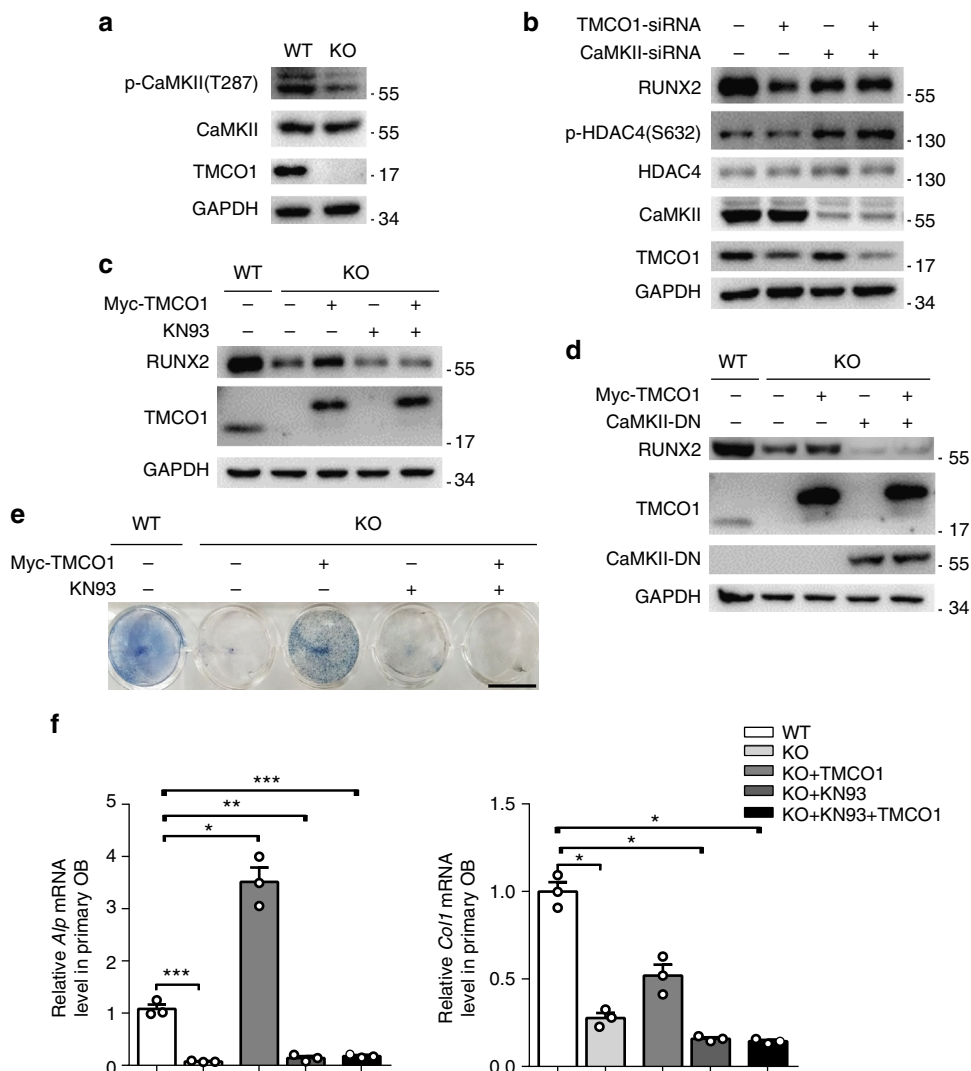 a
WT KO
p-CaMKII(T287)
- 55
CaMKII
- 55
TMCO1
- 17
GAPDH
- 34
b
TMCO1-siRNA – + – +
CaMKII-siRNA – – + +
RUNX2
- 55
p-HDAC4(S632)
- 130
HDAC4
- 130
CaMKII
- 55
TMCO1
- 17
GAPDH
- 34
c
WT KO
Myc-TMCO1 – – + – +
KN93 – – – + +
RUNX2
- 55
TMCO1
- 17
GAPDH
- 34
d
WT KO
Myc-TMCO1 – – + – +
CaMKII-DN – – – + +
RUNX2
- 55
TMCO1
- 17
CaMKII-DN
- 55
GAPDH
- 34
e
WT KO
Myc-TMCO1 – – + – +
KN93 – – – + +
f
WT
KO
KO+TMCO1
KO+KN93
KO+KN93+TMCO1
Relative Alp mRNA
level in primary OB
5
4
3
2
1
0
***
**
*
***
Relative Col1 mRNA
level in primary OB
1.5
1.0
0.5
0.0
*
*
*